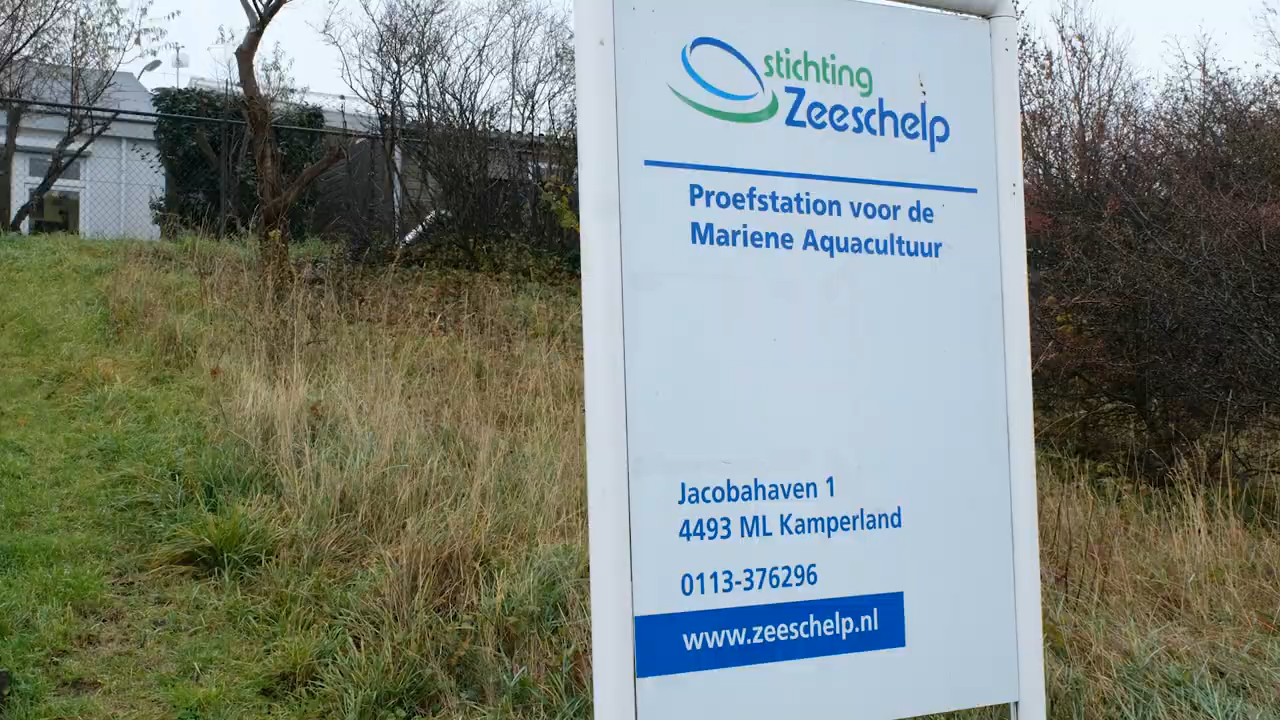 stichting
Zeeschelp
Proefstation voor de
Mariene Aquacultuur
Jacobahaven 1
4493 ML Kamperland
0113-376296
www.zeeschelp.nl